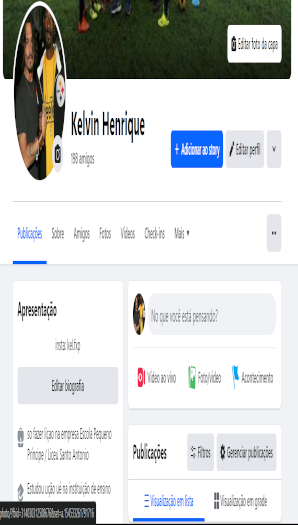 Editar foto da capa
Kelvin Henrique
198 amigos
+ Adicionar ao story
Editar perfil
Publicações Sobre Amigos Fotos Vídeos Check-ins Mais
Apresentação
insta: kel.hp
Editar biografia
so fazer liçao na empresa Escola Pequeno
Príncipe / Liceu Santo Antonio
Estudou lição ué na instituição de ensino
No que você está pensando?
Vídeo ao vivo
Foto/vídeo
Acontecimento
Publicações
Filtros
Gerenciar publicações
Visualização em lista
Visualização em grade